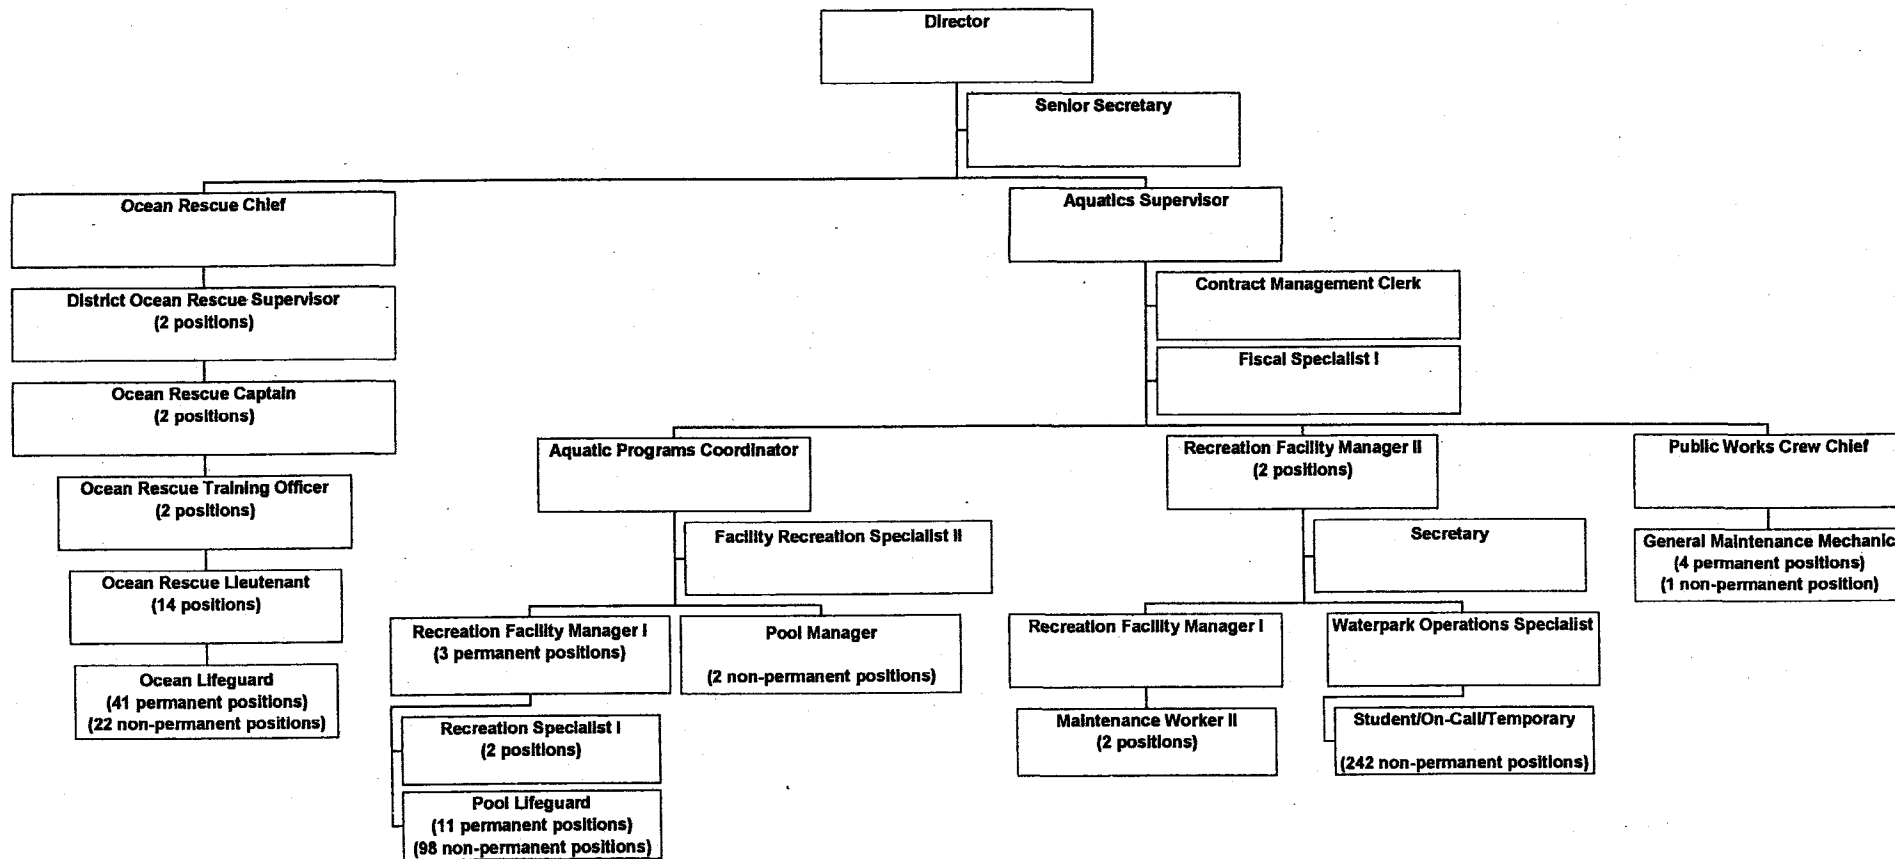 Director
Senior Secretary
Ocean Rescue Chief
Aquatics Supervisor
District Ocean Rescue Supervisor
(2 positions)
Contract Management Clerk
Fiscal Specialist I
Ocean Rescue Captain
(2 positions)
Aquatic Programs Coordinator
Recreation Facility Manager II
(2 positions)
Public Works Crew Chief
Ocean Rescue Training Officer
(2 positions)
Facility Recreation Specialist II
Secretary
General Maintenance Mechanic
(4 permanent positions)
(1 non-permanent position)
Ocean Rescue Lieutenant
(14 positions)
Recreation Facility Manager I
(3 permanent positions)
Pool Manager
(2 non-permanent positions)
Recreation Facility Manager I
Waterpark Operations Specialist
Ocean Lifeguard
(41 permanent positions)
(22 non-permanent positions)
Recreation Specialist I
(2 positions)
Maintenance Worker II
(2 positions)
Student/On-Call/Temporary
(242 non-permanent positions)
Pool Lifeguard
(11 permanent positions)
(98 non-permanent positions)